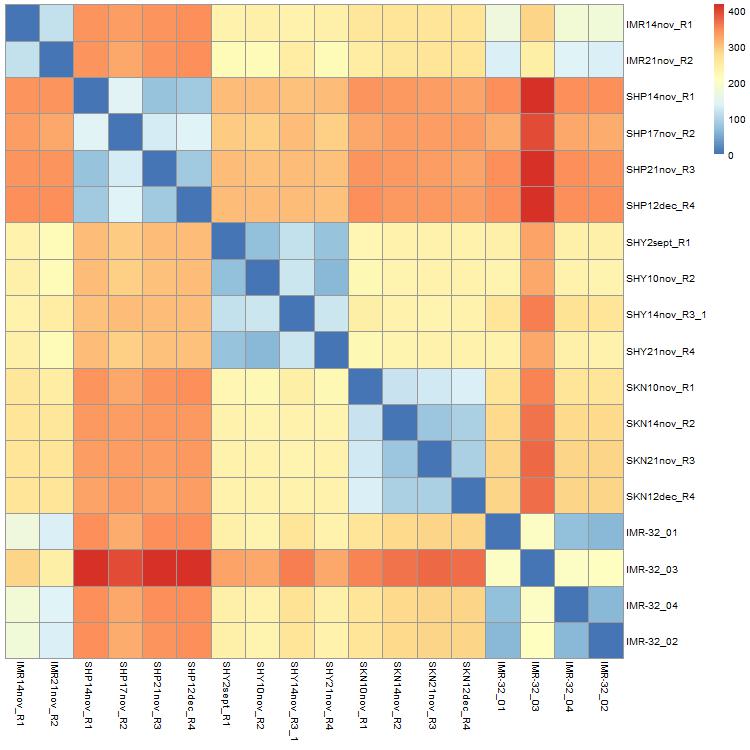 400
300
200
100
0
IMR14nov_R1
IMR21nov_R2
SHP14nov_R1
SHP17nov_R2
SHP21nov_R3
SHP12dec_R4
SHY2sept_R1
SHY10nov_R2
SHY14nov_R3_1
SHY21nov_R4
SKN10nov_R1
SKN14nov_R2
SKN21nov_R3
SKN12dec_R4
IMR-32_01
IMR-32_03
IMR-32_04
IMR-32_02
IMR14nov_R1
IMR21nov_R2
SHP14nov_R1
SHP17nov_R2
SHP21nov_R3
SHP12dec_R4
SHY2sept_R1
SHY10nov_R2
SHY14nov_R3_1
SHY21nov_R4
SKN10nov_R1
SKN14nov_R2
SKN21nov_R3
SKN12dec_R4
IMR-32_01
IMR-32_03
IMR-32_04
IMR-32_02